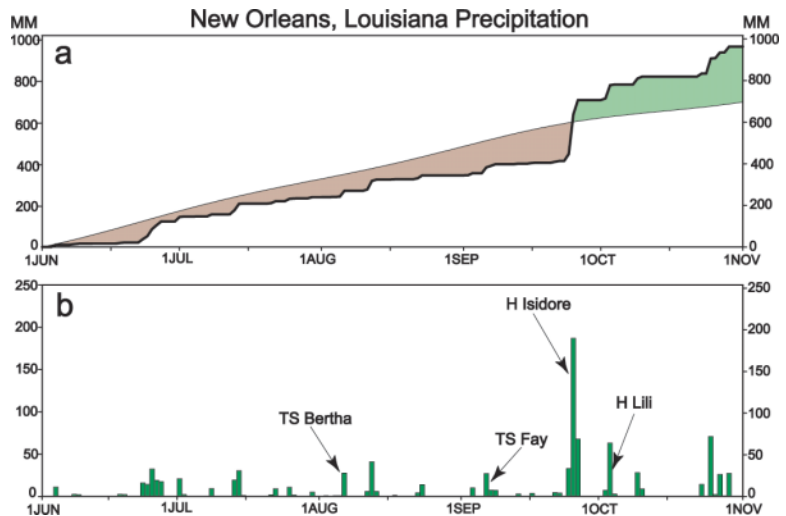 New Orleans, Louisiana Precipitation
MM MM
a
1000 1000
800 800
600 600
400 400
200 200
0 0
1JUN 1JUL 1AUG 1SEP 1OCT 1NOV
b
250 250
200 200
150 150
100 100
50 50
0 0
H Isidore
H Lili
TS Bertha
TS Fay
1JUN 1JUL 1AUG 1SEP 1OCT 1NOV